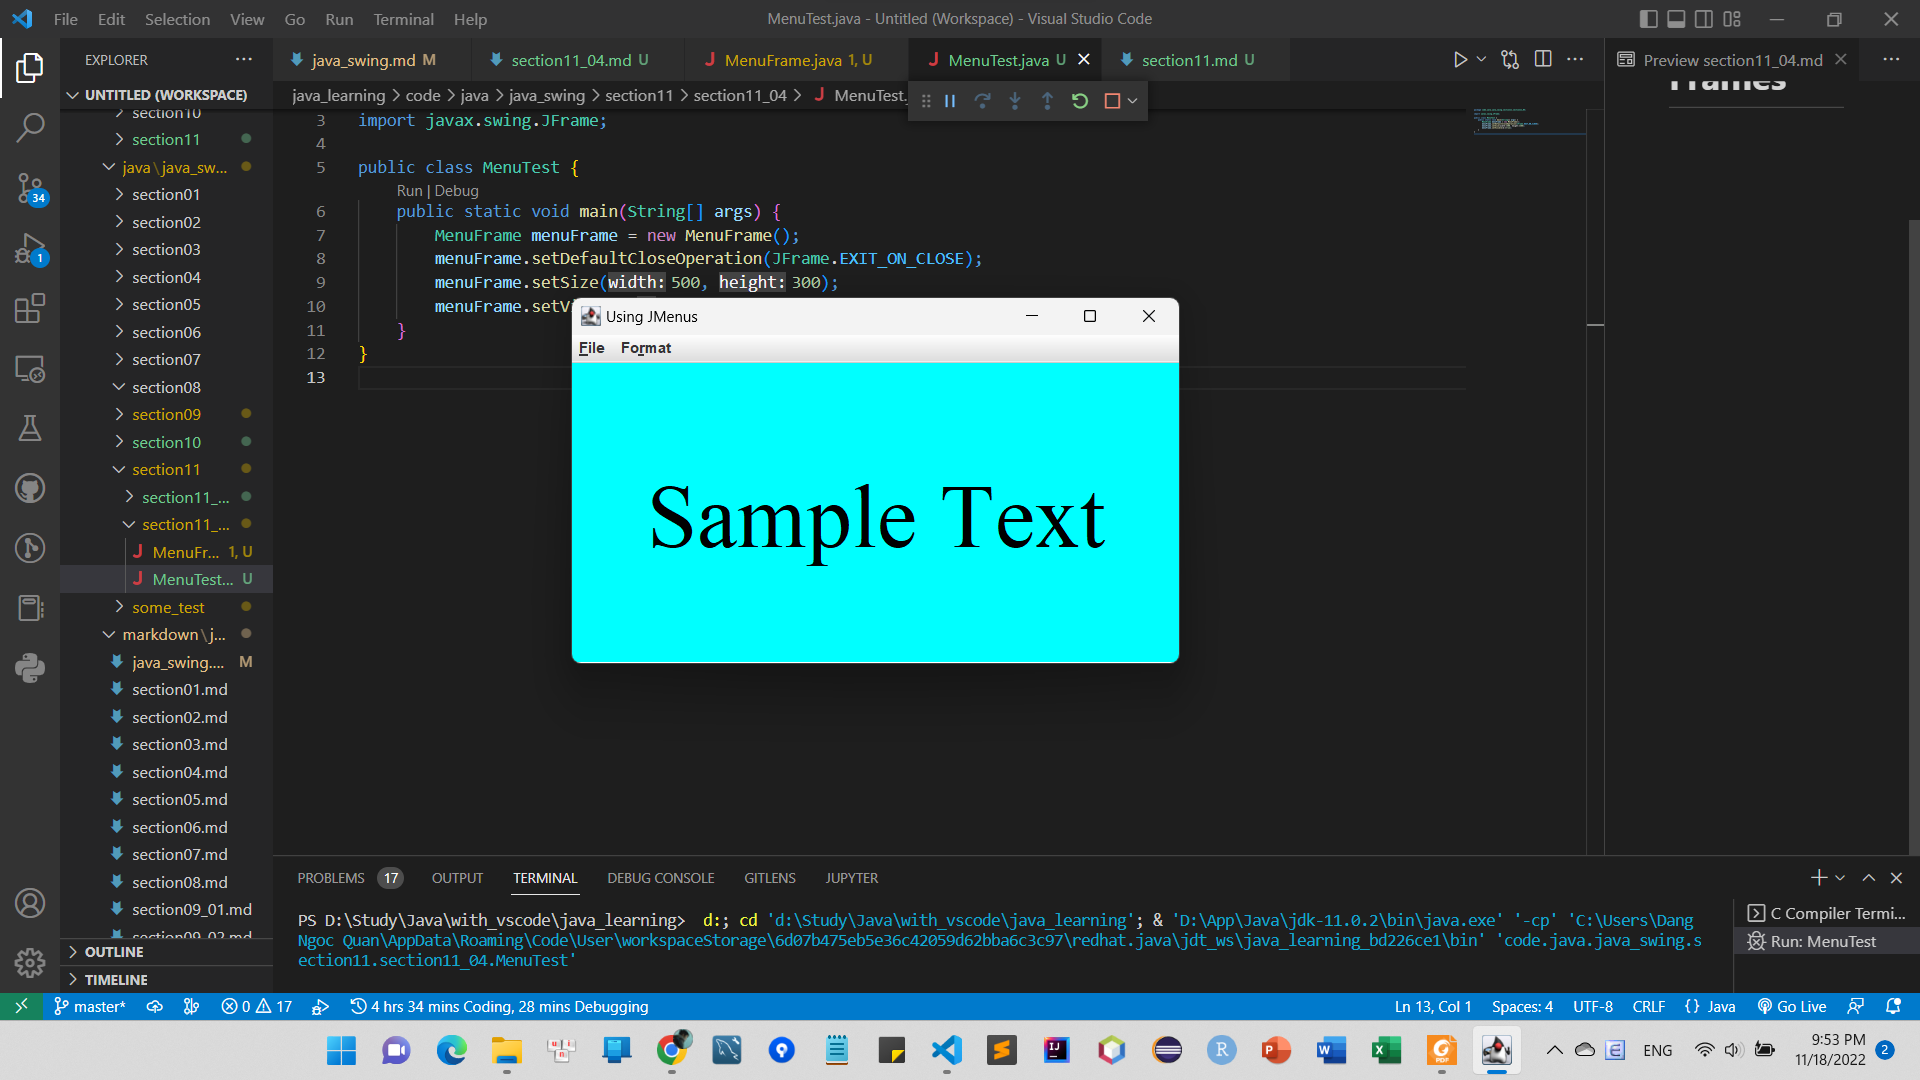 File Edit Selection View Go Run Terminal Help
MenuTest.java - Untitled (Workspace) - Visual Studio Code
EXPLORER
UNTITLED (WORKSPACE)
section10
section11
java\java_sw...
section01
section02
section03
section04
section05
section06
section07
section08
section09
section10
section11
section11_...
section11_...
MenuFr... 1, U
MenuTest... U
some_test
markdown\j...
java_swing.... M
section01.md
section02.md
section03.md
section04.md
section05.md
section06.md
section07.md
section08.md
section09_01.md
section09_02.md
OUTLINE
TIMELINE
34
1
java_swing.md M
section11_04.md U
MenuFrame.java 1, U
MenuTest.java U
section11.md U
Preview section11_04.md
java_learning > code > java > java_swing > section11 > section11_04 > MenuTest.
Frames
3 import javax.swing.JFrame;
4
5 public class MenuTest {
Run | Debug
6 public static void main(String[] args) {
7 MenuFrame menuFrame = new MenuFrame();
8 menuFrame.setDefaultCloseOperation(JFrame.EXIT_ON_CLOSE);
9 menuFrame.setSize(width: 500, height: 300);
10 menuFrame.setVi
11 }
12 }
13
Using JMenus
File Format
Sample Text
PROBLEMS 17 OUTPUT TERMINAL DEBUG CONSOLE GITLENS JUPYTER
PS D:\Study\Java\with_vscode\java_learning> d:; cd 'd:\Study\Java\with_vscode\java_learning'; & 'D:\App\Java\jdk-11.0.2\bin\java.exe' '-cp' 'C:\Users\Dang
Ngoc Quan\AppData\Roaming\Code\User\workspaceStorage\6d07b475eb5e36c42059d62bba6c3c97\redhat.java\jdt_ws\java_learning_bd226ce1\bin' 'code.java.java_swing.s
ection11.section11_04.MenuTest'
C Compiler Termi...
Run: MenuTest
master* 0 17 4 hrs 34 mins Coding, 28 mins Debugging
Ln 13, Col 1 Spaces: 4 UTF-8 CRLF {} Java Go Live
ENG
9:53 PM
11/18/2022
2